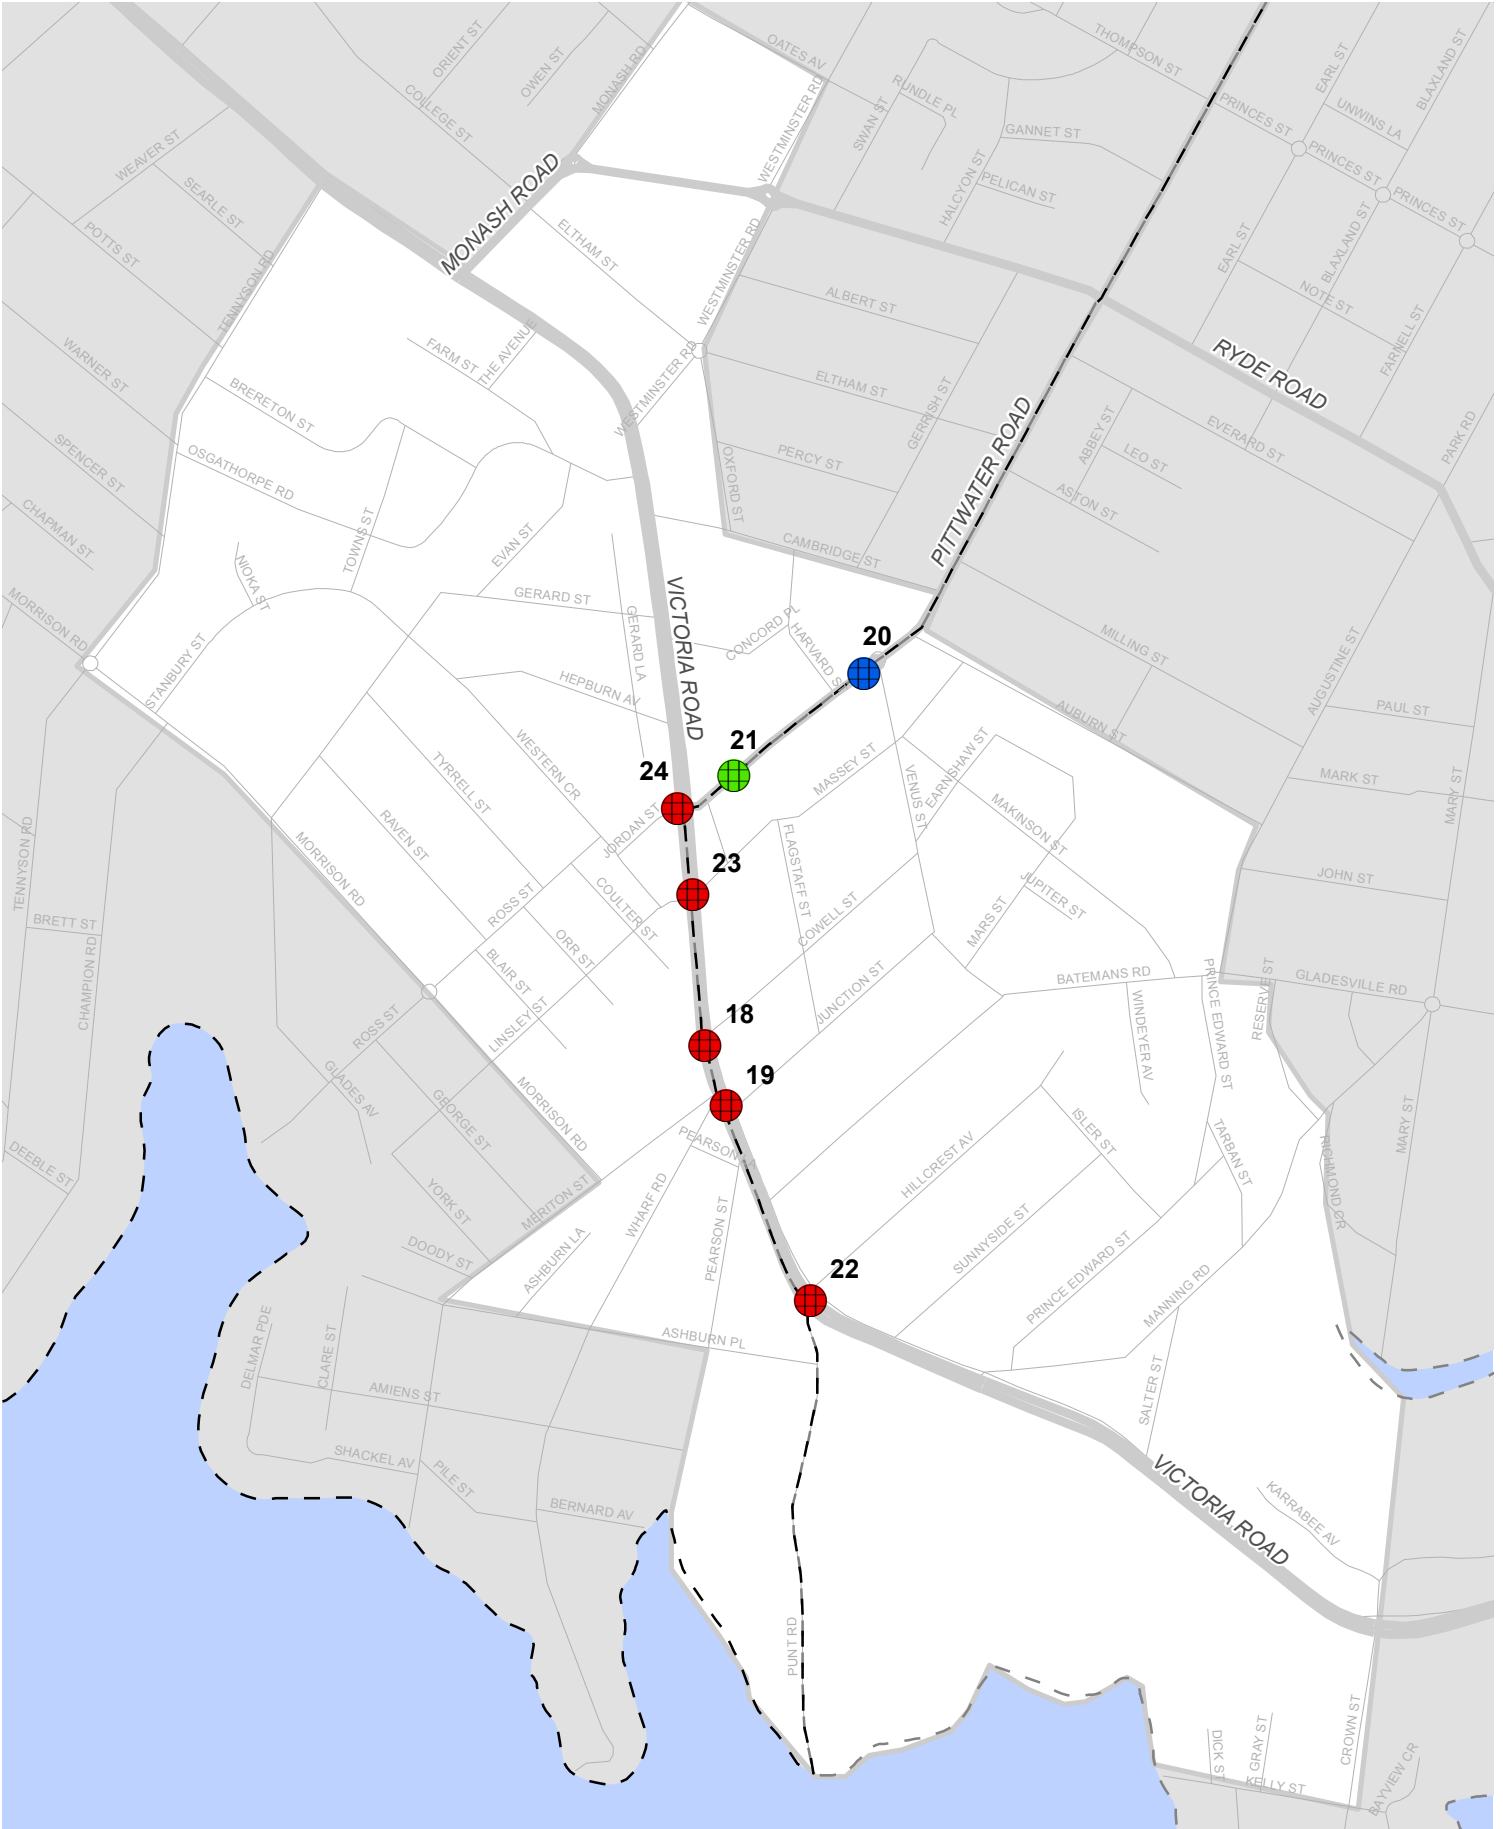 ORIENT ST
OWEN ST
MONASH RD
OATES AV
THOMPSON ST
EARL ST
BLAXLAND ST
COLLEGE ST
WESTMINSTER RD
SWAN ST
RUNDLE PL
GANNET ST
PRINCES ST
UNWINS LA
PRINCES ST
PRINCES ST
WEAVER ST
SEARLE ST
MONASH ROAD
HALCYON ST
PELICAN ST
POTTS ST
TENNYSON RD
ELTHAM ST
WESTMINSTER RD
EARL ST
BLAXLAND ST
NOTE ST
FARNELL ST
ALBERT ST
WARNER ST
FARM ST
THE AVENUE
WESTMINSTER RD
ELTHAM ST
GERRISH ST
RYDE ROAD
BRERETON ST
ABBEY ST
LEO ST
EVERARD ST
PARK RD
SPENCER ST
OSGATHORPE RD
OXFORD ST
PERCY ST
PITTWATER ROAD
ASTON ST
CHAPMAN ST
TOWNS ST
EVAN ST
CAMBRIDGE ST
NIOKA ST
GERARD ST
GERARD LA
VICTORIA ROAD
CONCORD PL
HARVARD S
20
MORRISON RD
STANBURY ST
MILLING ST
AUGUSTINE ST
HEPBURN AV
AUBURN ST
PAUL ST
WESTERN CR
TYRRELL ST
21
24
MASSEY ST
VENUS ST
EARNSHAW ST
MARK ST
MARY ST
RAVEN ST
JORDAN ST
MAKINSON ST
23
MORRISON RD
TENNYSON RD
FLAGSTAFF ST
JUPITER ST
JOHN ST
BRETT ST
CHAMPION RD
ROSS ST
COULTER ST
COWELL ST
MARS ST
ORR ST
BLAIR ST
JUNCTION ST
BATEMANS RD
PRINCE EDWARD ST
RESERVE ST
GLADESVILLE RD
18
LINSLEY ST
ROSS ST
WINDEYER AV
19
GLADES AV
GEORGE ST
MORRISON RD
MARY ST
PEARSON LA
ISLER ST
TARBAN ST
DEEBLE ST
HILLCREST AV
RICHMOND CR
YORK ST
MERITON ST
WHARF RD
PEARSON ST
SUNNYSIDE ST
DOODY ST
ASHBURN LA
22
PRINCE EDWARD ST
MANNING RD
DELMAR PDE
CLARE ST
ASHBURN PL
AMIENS ST
SALTER ST
SHACKEL AV
PILE ST
BERNARD AV
VICTORIA ROAD
KARRABEE AV
PUNT RD
DICK ST
GRAY ST
KELLY ST
CROWN ST
BAYVIEW CR